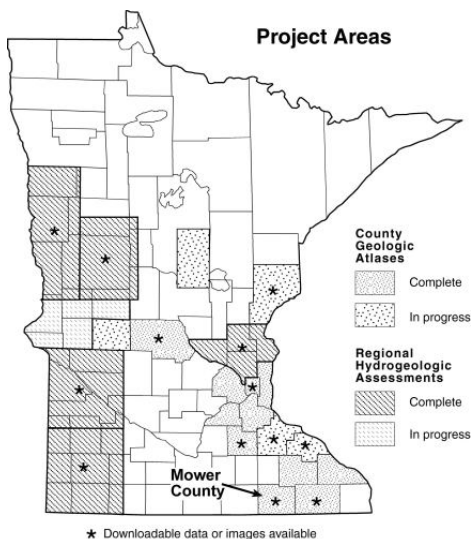 Project Areas
County
Geologic
Atlases
Complete
In progress
Regional
Hydrogeologic
Assessments
Complete
In progress
Mower
County
* Downloadable data or images available